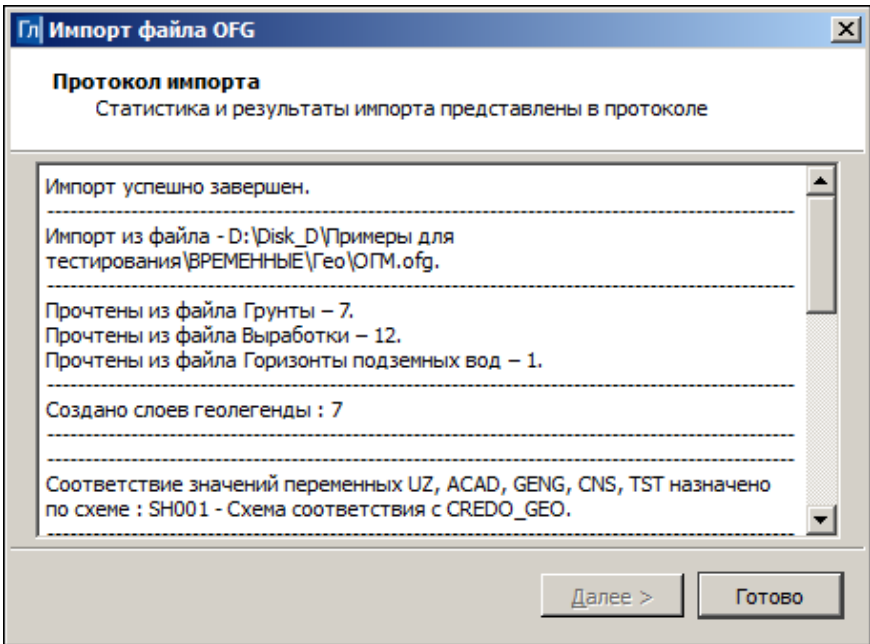 Гл Импорт файла OFG
Протокол импорта
Статистика и результаты импорта представлены в протоколе
Импорт успешно завершен.
Импорт из файла - D:\Disk_D\Примеры для
тестирования\ВРЕМЕННЫЕ\Гео\ОГМ.ofg.
Прочтены из файла Грунты – 7.
Прочтены из файла Выработки – 12.
Прочтены из файла Горизонты подземных вод – 1.
Создано слоев геолегенды : 7
Соответствие значений переменных UZ, ACAD, GENG, CNS, TST назначено
по схеме : SH001 - Схема соответствия с CREDO_GEO.
Далее >
Готово